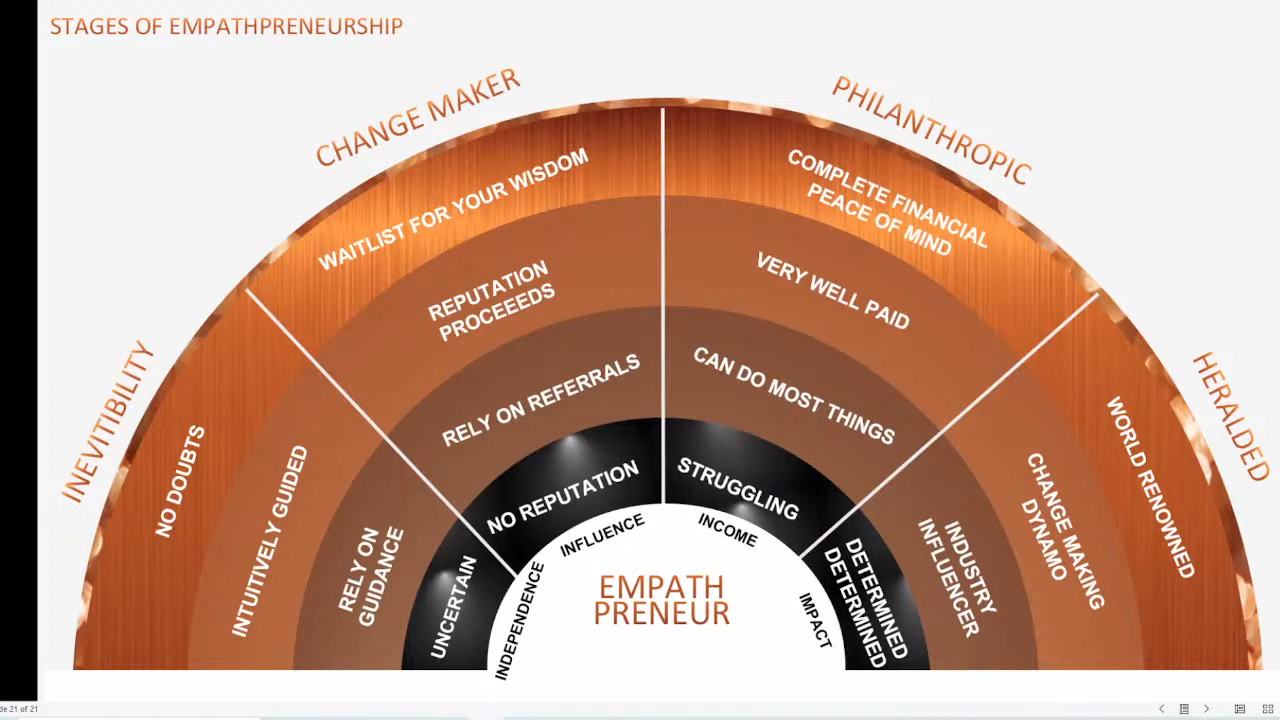 STAGES OF EMPATHPRENEURSHIP
INEVITIBILITY
CHANGE MAKER
PHILANTHROPIC
HERALDED
NO DOUBTS
INTUITIVELY GUIDED
RELY ON
GUIDANCE
UNCERTAIN
INDEPENDENCE
WAITLIST FOR YOUR WISDOM
REPUTATION
PROCEEEDS
RELY ON REFERRALS
NO REPUTATION
INFLUENCE
COMPLETE FINANCIAL
PEACE OF MIND
VERY WELL PAID
CAN DO MOST THINGS
STRUGGLING
INCOME
WORLD RENOWNED
CHANGE MAKING
DYNAMO
INDUSTRY
INFLUENCER
DETERMINED
DETERMINED
IMPACT
EMPATH
PRENEUR
de 21 of 21